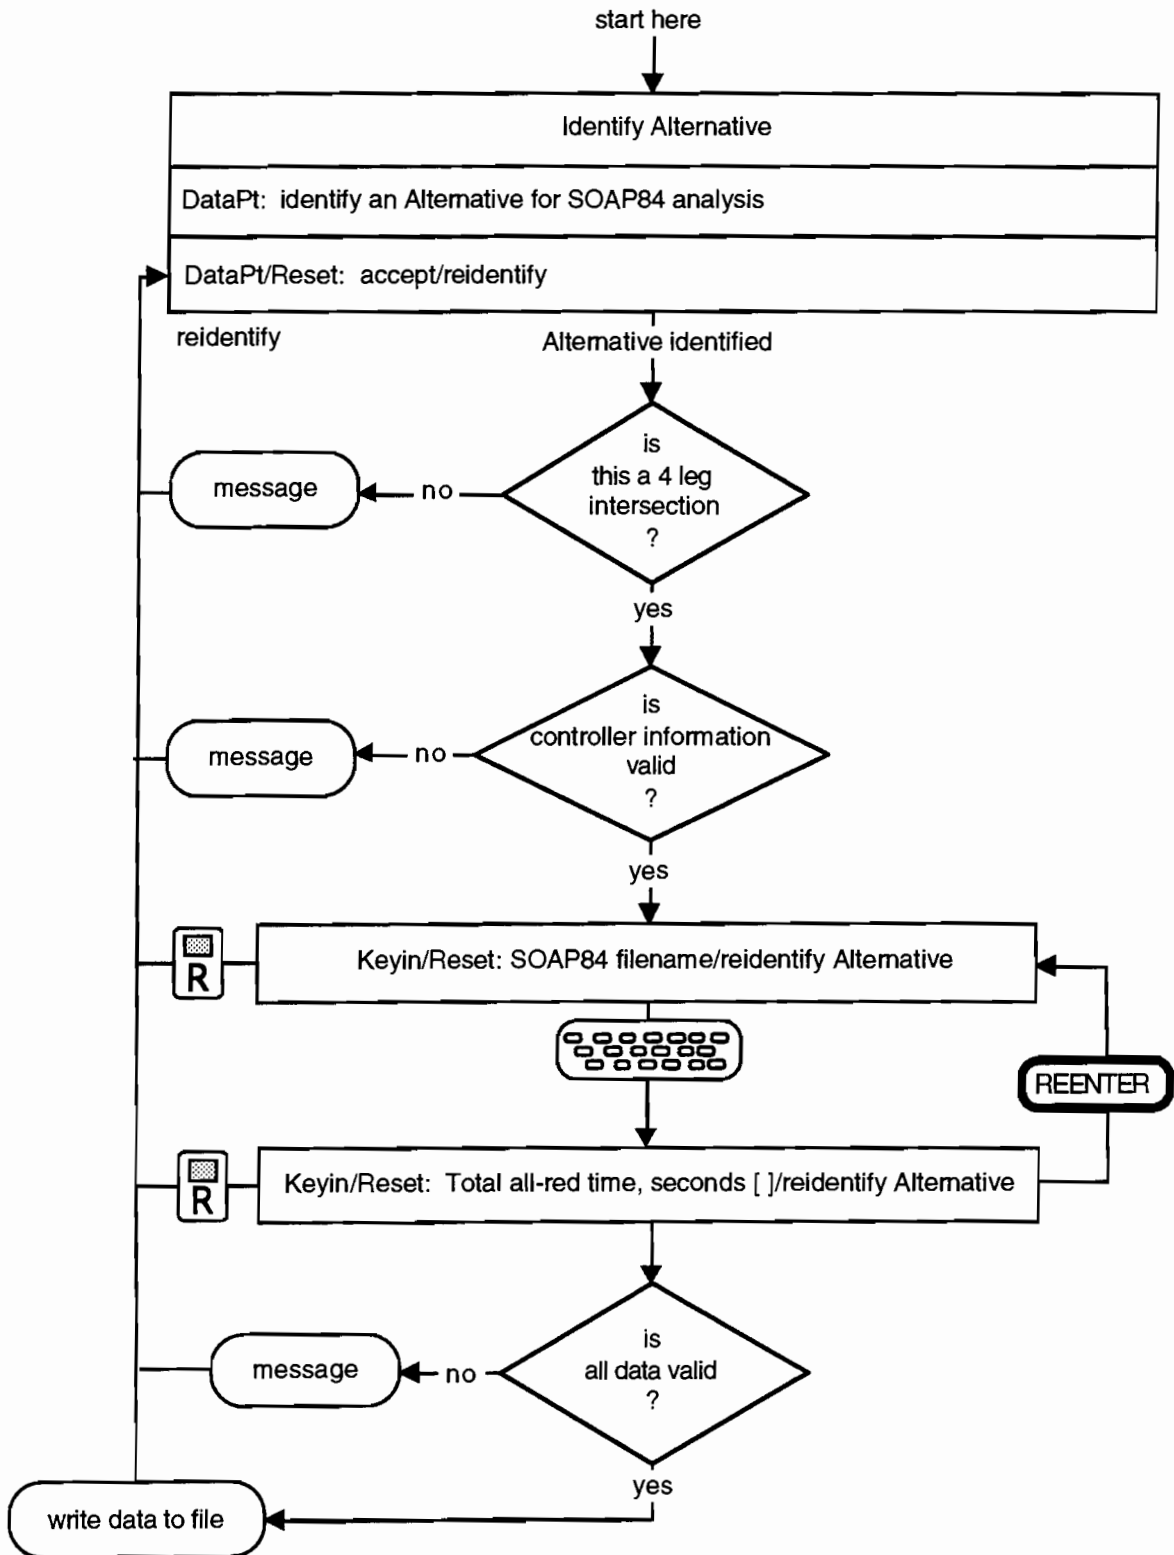 start here
Identify Alternative
DataPt:  identify an Alternative for SOAP84 analysis
DataPt/Reset:  accept/reidentify
reidentify
Alternative identified
is
this a 4 leg
intersection
?
message
no
yes
is
controller information
valid
?
message
no
yes
R
Keyin/Reset: SOAP84 filename/reidentify Alternative
REENTER
R
Keyin/Reset:  Total all-red time, seconds [ ]/reidentify Alternative
is
all data valid
?
message
no
yes
write data to file